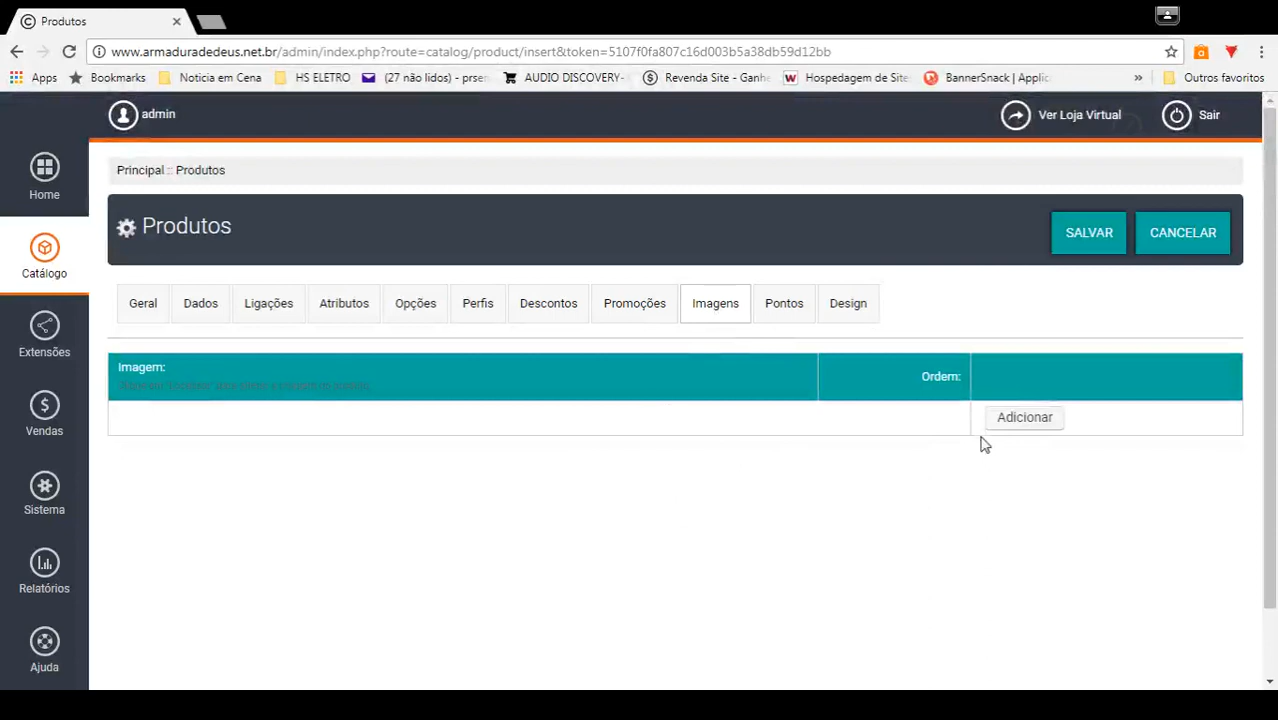 Produtos
www.armaduradedeus.net.br/admin/index.php?route=catalog/product/insert&token=5107f0fa807c16d003b5a38db59d12bb
Apps Bookmarks Noticia em Cena HS ELETRO (27 não lidos) - prsen AUDIO DISCOVERY- Revenda Site - Ganhe Hospedagem de Site BannerSnack | Applic » Outros favoritos
admin Ver Loja Virtual Sair
Principal :: Produtos
Home
Produtos SALVAR CANCELAR
Catálogo
Geral Dados Ligações Atributos Opções Perfis Descontos Promoções Imagens Pontos Design
Extensões
Imagem: Ordem:
Adicionar
Vendas
Sistema
Relatórios
Ajuda